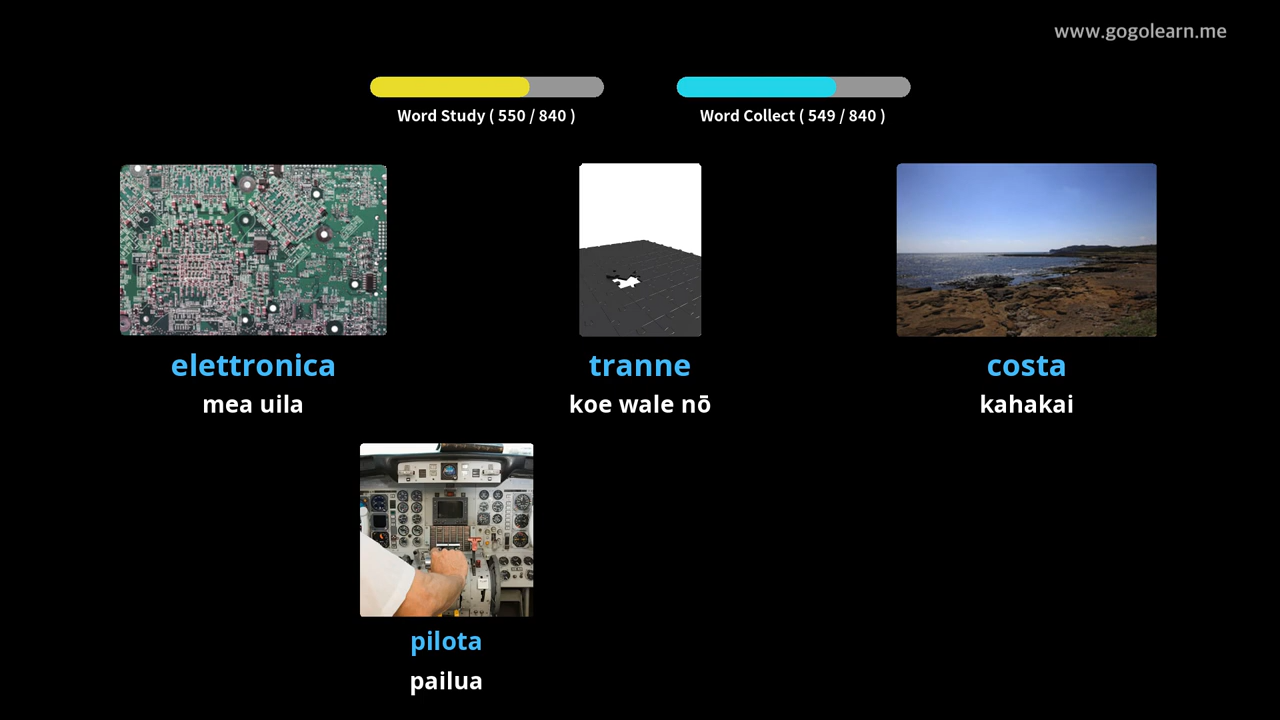 www.gogolearn.me
Word Study ( 550 / 840 )
Word Collect ( 549 / 840 )
elettronica
mea uila
tranne
koe wale nō
costa
kahakai
pilota
pailua